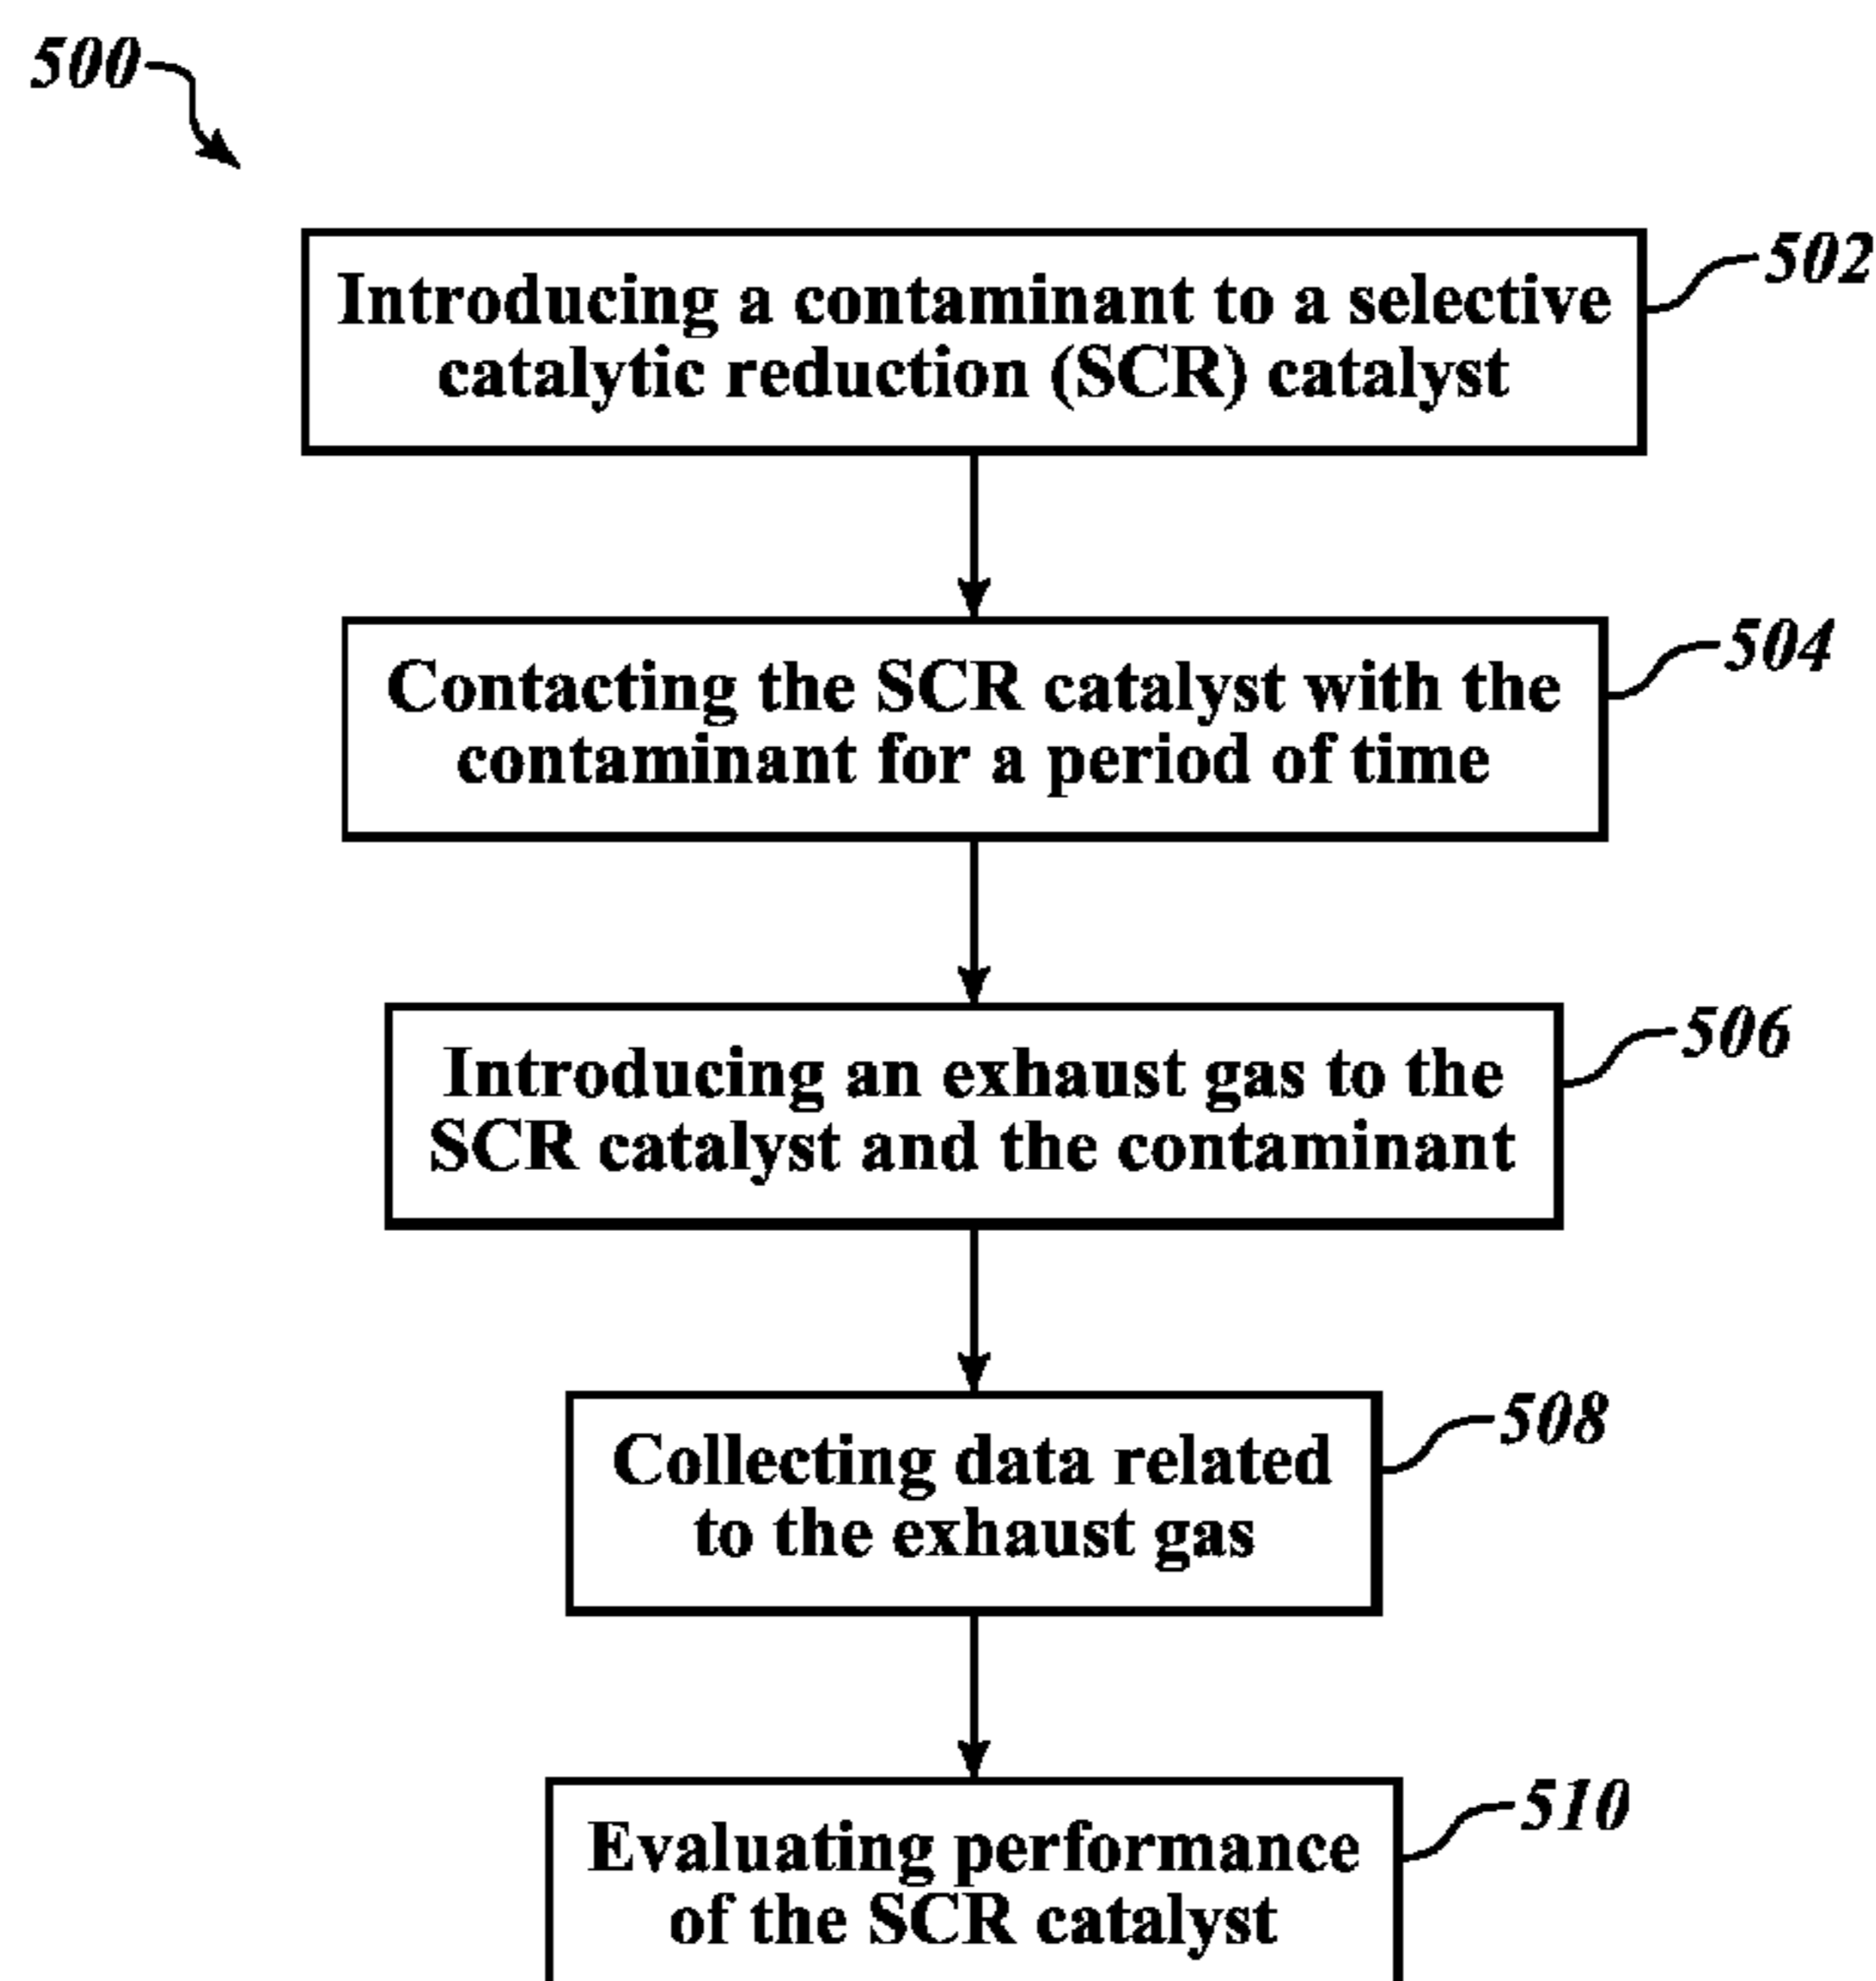 500
Introducing a contaminant to a selective
catalytic reduction (SCR) catalyst
502
Contacting the SCR catalyst with the
contaminant for a period of time
504
Introducing an exhaust gas to the
SCR catalyst and the contaminant
506
Collecting data related
to the exhaust gas
508
Evaluating performance
of the SCR catalyst
510